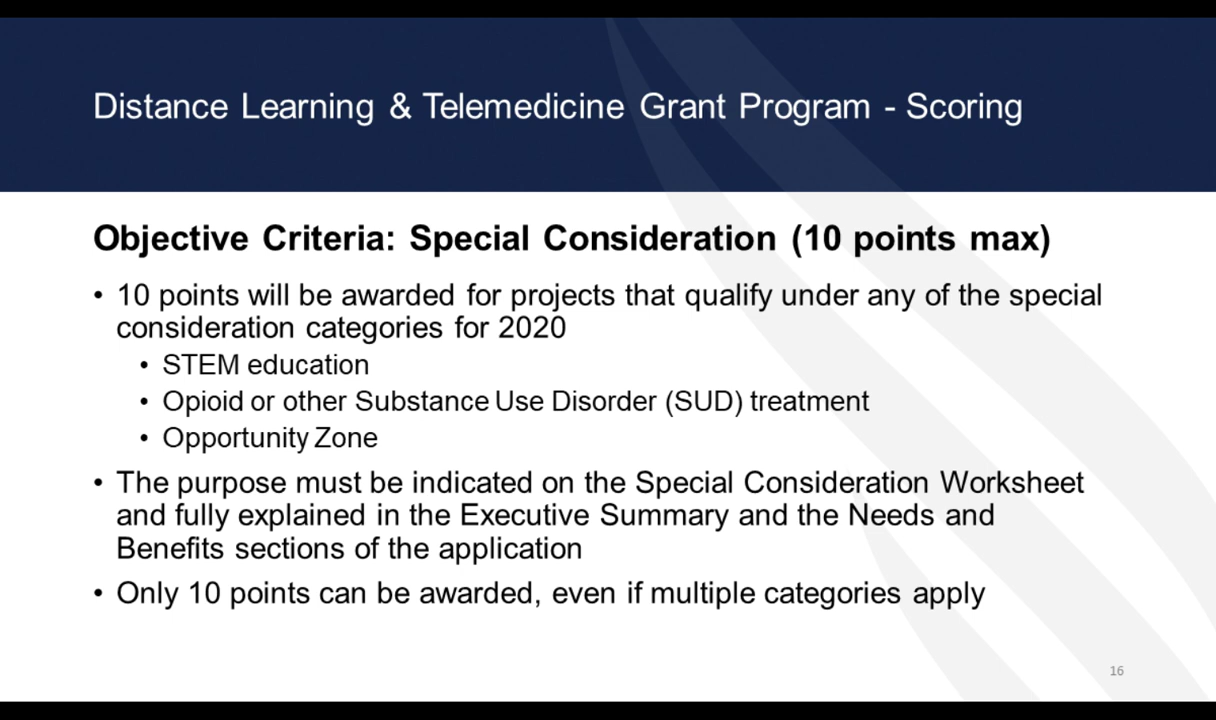 Distance Learning & Telemedicine Grant Program - Scoring
Objective Criteria: Special Consideration (10 points max)
• 10 points will be awarded for projects that qualify under any of the special
consideration categories for 2020
• STEM education
• Opioid or other Substance Use Disorder (SUD) treatment
• Opportunity Zone
• The purpose must be indicated on the Special Consideration Worksheet
and fully explained in the Executive Summary and the Needs and
Benefits sections of the application
• Only 10 points can be awarded, even if multiple categories apply
16